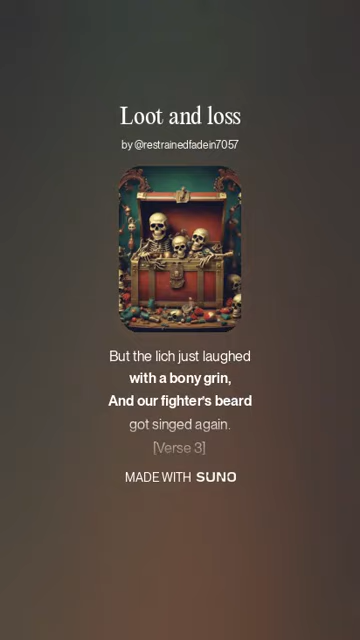 Loot and loss
by @restrainedfadein7057
But the lich just laughed
with a bony grin,
And our fighter's beard
got singed again.
[Verse 3]
MADE WITH SUNO